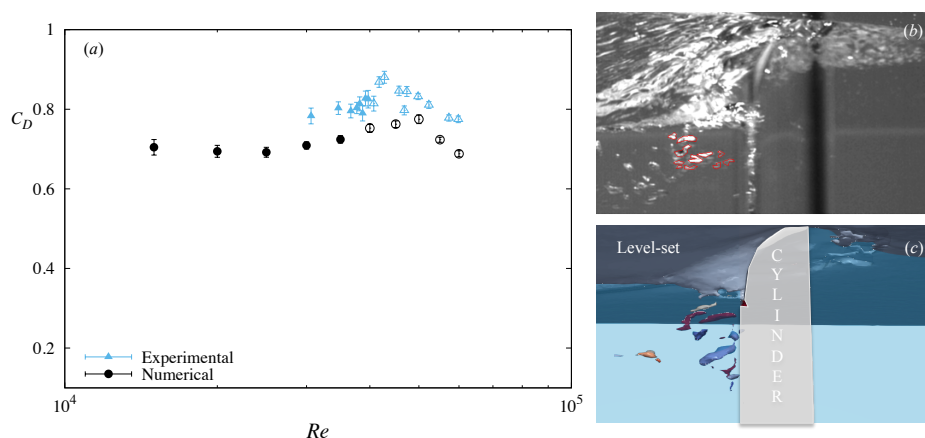 (a)
1
0.8
C_D
0.6
0.4
0.2
Experimental
Numerical
10^4
10^5
Re
(b)
Level-set
(c)
CYLINDER